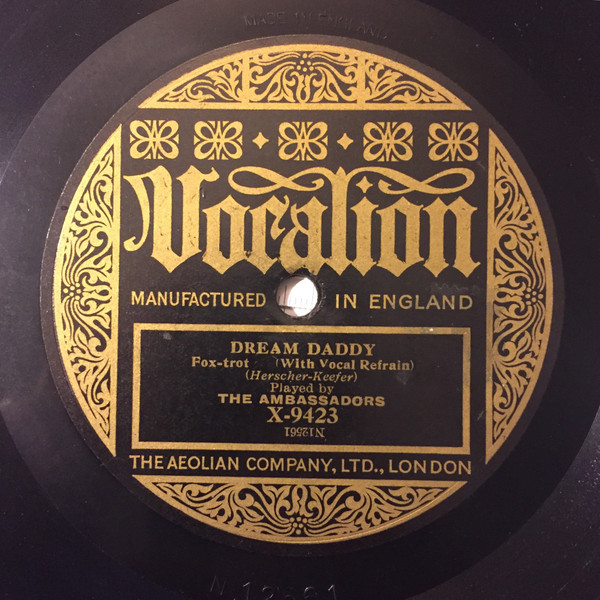 MADE IN ENGLAND
Vocalion
MANUFACTURED IN ENGLAND
DREAM DADDY
Fox-trot (With Vocal Refrain)
(Herscher-Keefer)
Played by
THE AMBASSADORS
X-9423
N12561
THE AEOLIAN COMPANY, LTD., LONDON